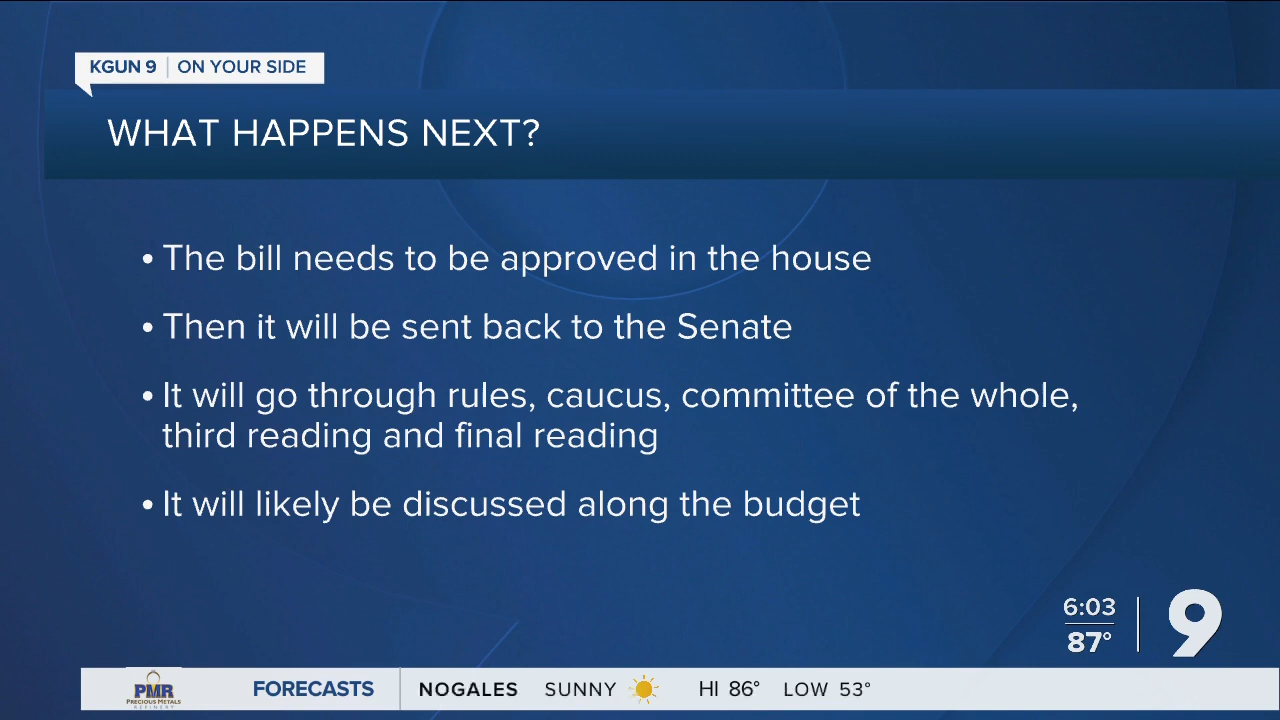 KGUN 9 | ON YOUR SIDE
WHAT HAPPENS NEXT?
• The bill needs to be approved in the house
• Then it will be sent back to the Senate
• It will go through rules, caucus, committee of the whole,
third reading and final reading
• It will likely be discussed along the budget
6:03
87°
9
PMR
PRECIOUS METALS
REFINERY
FORECASTS
NOGALES SUNNY HI 86° LOW 53°